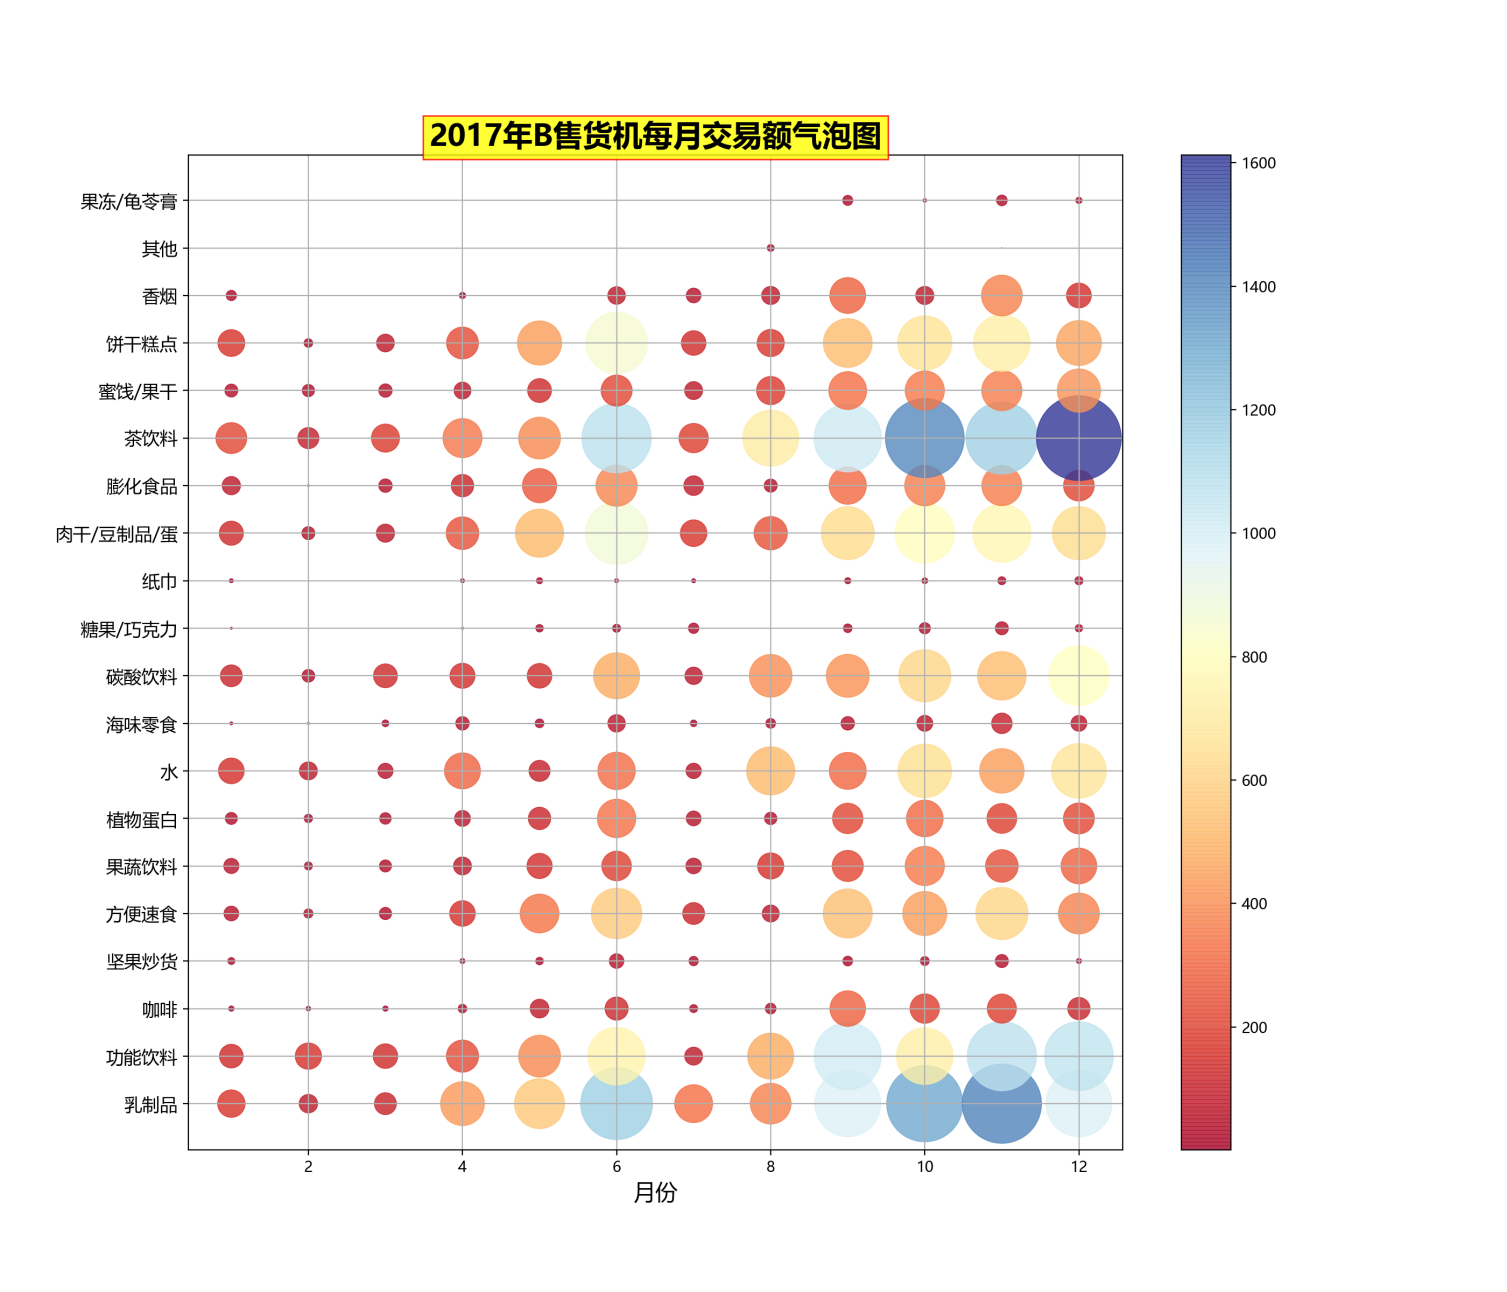 2017年B售货机每月交易额气泡图
果冻/龟苓膏
其他
香烟
饼干糕点
蜜饯/果干
茶饮料
膨化食品
肉干/豆制品/蛋
纸巾
糖果/巧克力
碳酸饮料
海味零食
水
植物蛋白
果蔬饮料
方便速食
坚果炒货
咖啡
功能饮料
乳制品
2 4 6 8 10 12
月份
1600
1400
1200
1000
800
600
400
200